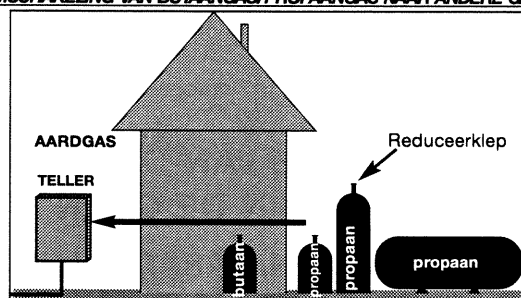 AARDGAS
TELLER
Reduceerklep
butaan
propaan
propaan
propaan